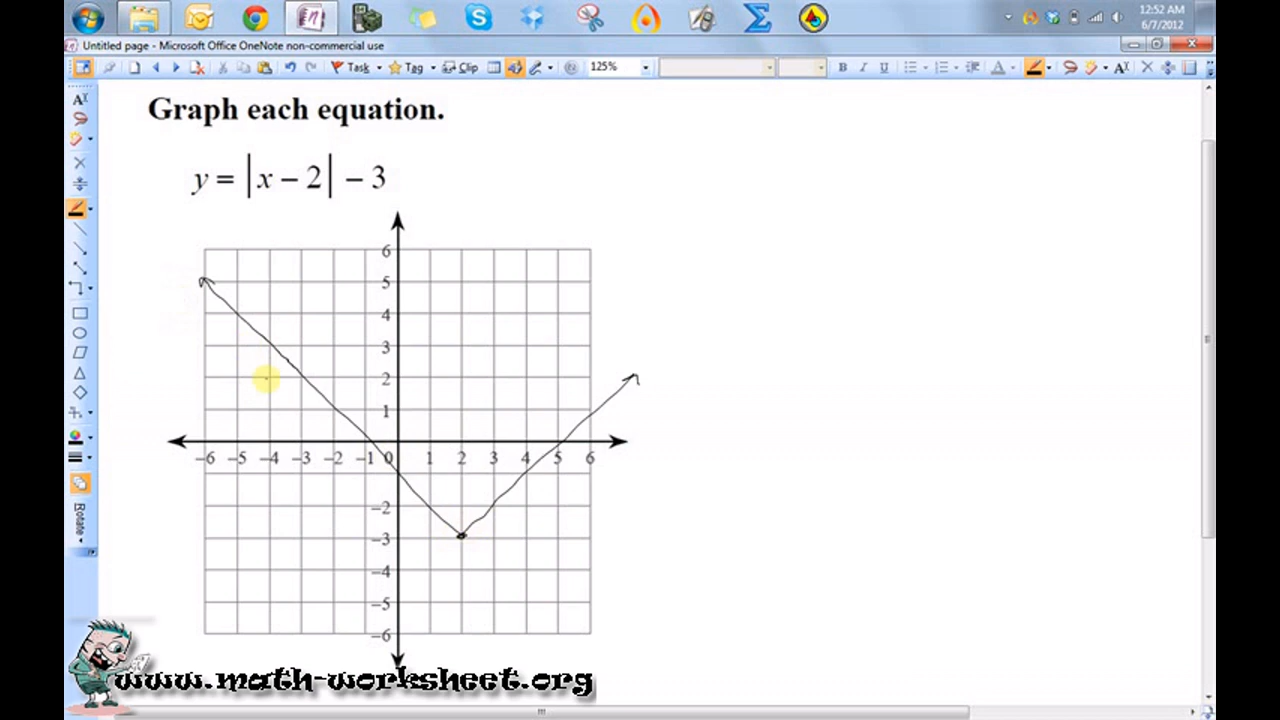 12:52 AM
6/7/2012
Untitled page - Microsoft Office OneNote non-commercial use
Task Tag Clip 125% B I U A
Graph each equation.
y = |x − 2| − 3
6
5
4
3
2
1
−6 −5 −4 −3 −2 −1 0 1 2 3 4 5 6
−2
−3
−4
−5
−6
Rotate
www.math-worksheet.org